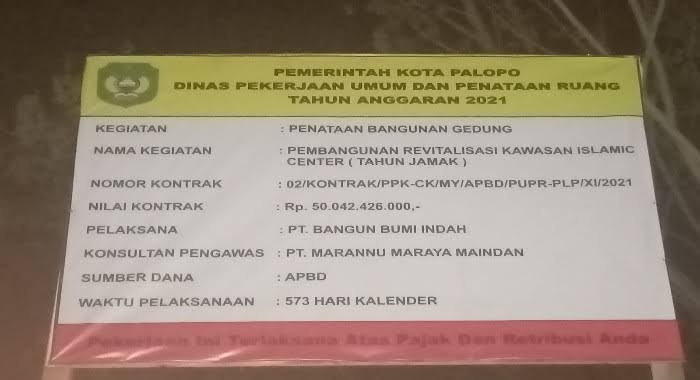 PEMERINTAH KOTA PALOPO
DINAS PEKERJAAN UMUM DAN PENATAAN RUANG
TAHUN ANGGARAN 2021
KEGIATAN : PENATAAN BANGUNAN GEDUNG
NAMA KEGIATAN : PEMBANGUNAN REVITALISASI KAWASAN ISLAMIC
CENTER ( TAHUN JAMAK )
NOMOR KONTRAK : 02/KONTRAK/PPK-CK/MY/APBD/PUPR-PLP/XI/2021
NILAI KONTRAK : Rp. 50.042.426.000,-
PELAKSANA : PT. BANGUN BUMI INDAH
KONSULTAN PENGAWAS : PT. MARANNU MARAYA MAINDAN
SUMBER DANA : APBD
WAKTU PELAKSANAAN : 573 HARI KALENDER
Pekerjaan Ini Terlaksana Atas Pajak Dan Retribusi Anda